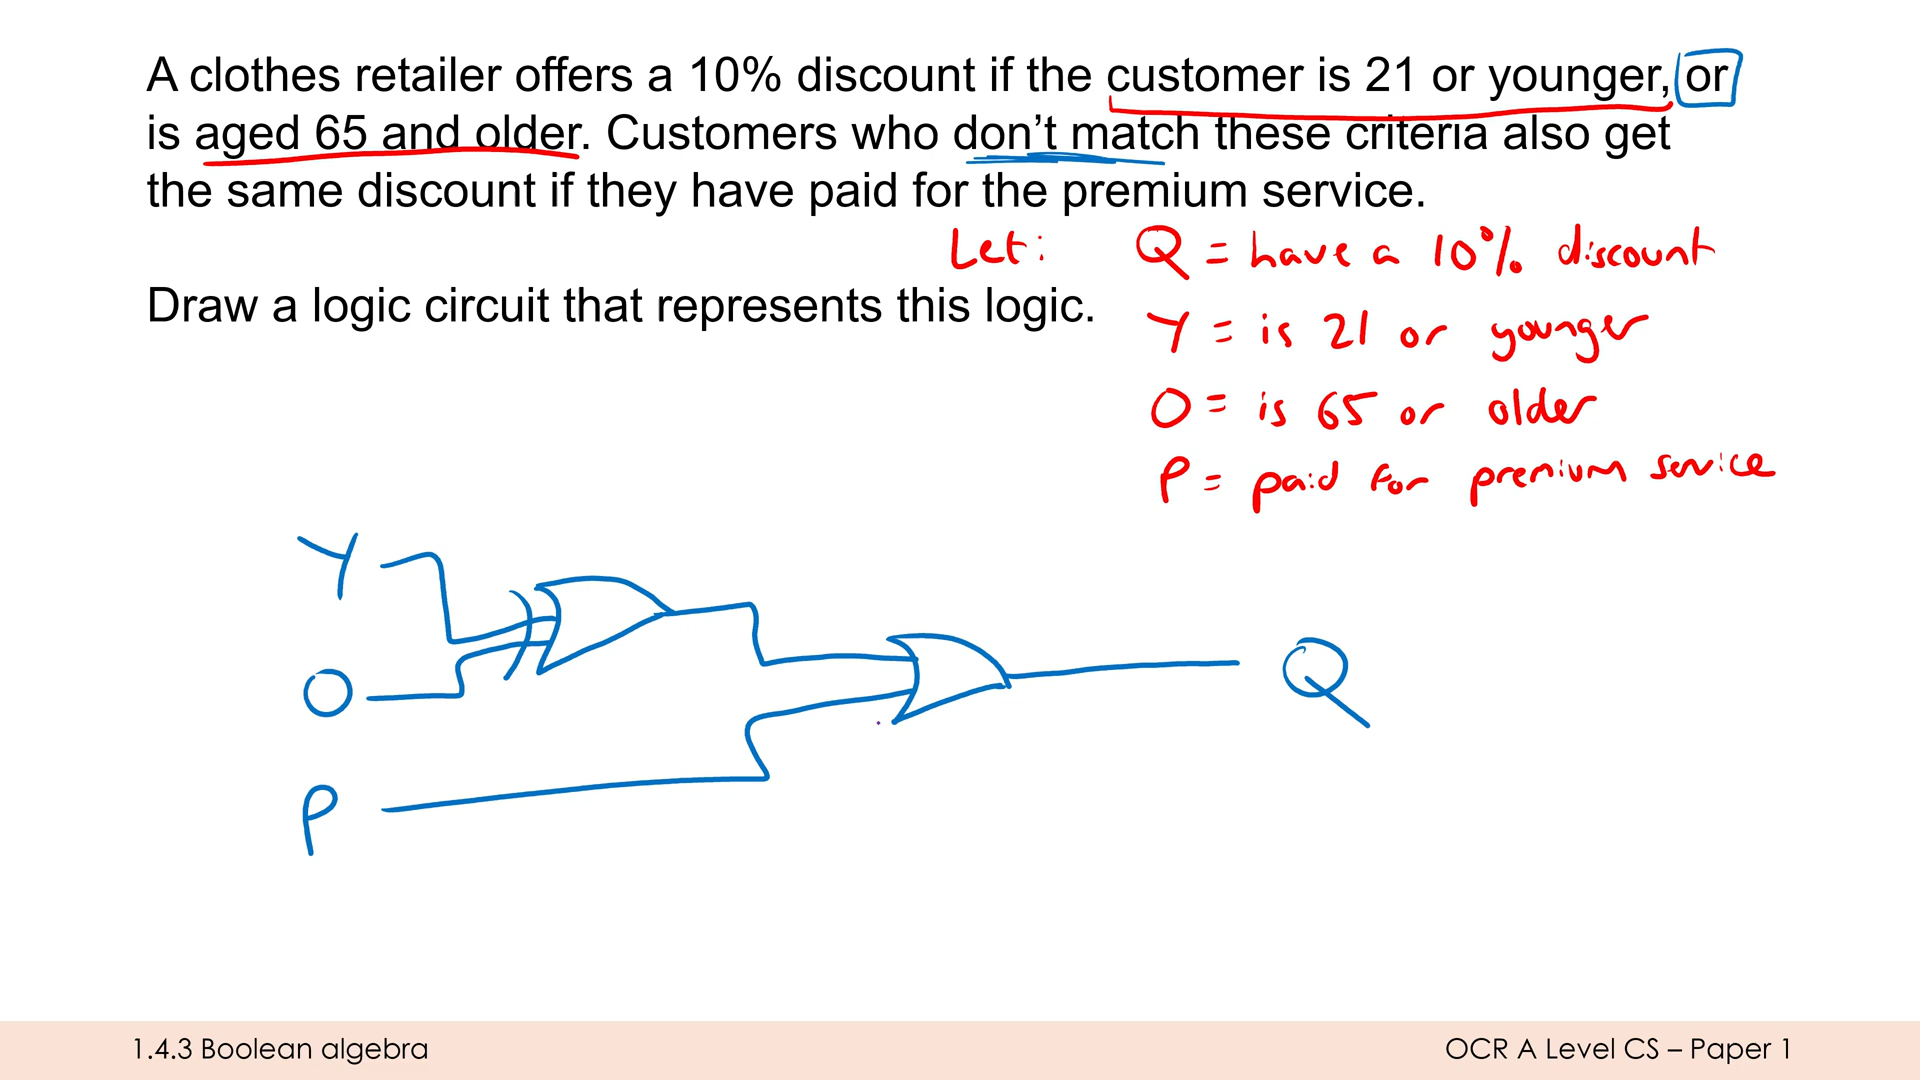 A clothes retailer offers a 10% discount if the customer is 21 or younger, or
is aged 65 and older. Customers who don’t match these criteria also get
the same discount if they have paid for the premium service.
Let: Q = have a 10% discount
Draw a logic circuit that represents this logic.
Y = is 21 or younger
O = is 65 or older
P = paid for premium service
Y
O
Q
P
1.4.3 Boolean algebra
OCR A Level CS – Paper 1